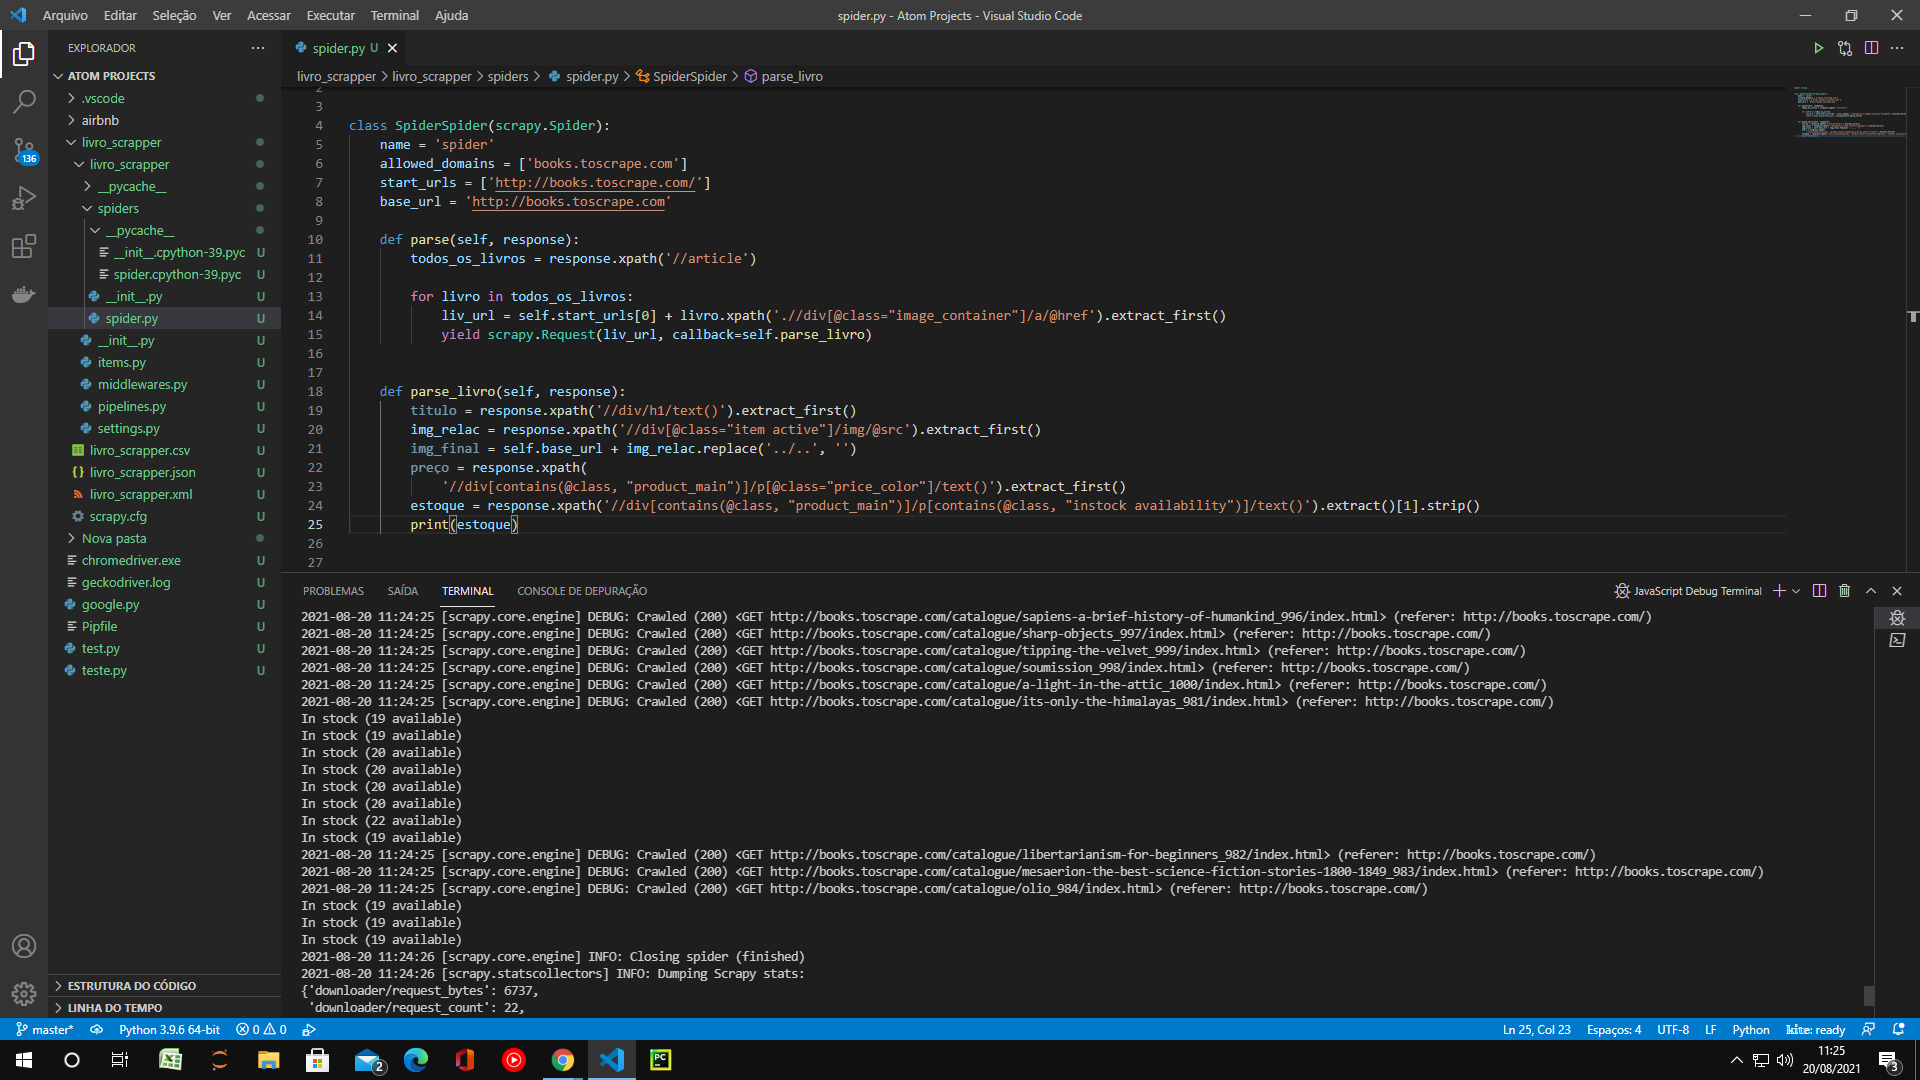 Arquivo Editar Seleção Ver Acessar Executar Terminal Ajuda
spider.py - Atom Projects - Visual Studio Code
EXPLORADOR
ATOM PROJECTS
.vscode
airbnb
livro_scrapper
livro_scrapper
__pycache__
spiders
__pycache__
__init__.cpython-39.pyc U
spider.cpython-39.pyc U
__init__.py U
spider.py U
__init__.py U
items.py U
middlewares.py U
pipelines.py U
settings.py U
livro_scrapper.csv U
livro_scrapper.json U
livro_scrapper.xml U
scrapy.cfg U
Nova pasta
chromedriver.exe U
geckodriver.log U
google.py U
Pipfile U
test.py U
teste.py U
ESTRUTURA DO CÓDIGO
LINHA DO TEMPO
136
spider.py U
livro_scrapper > livro_scrapper > spiders > spider.py > SpiderSpider > parse_livro
2
3
4 class SpiderSpider(scrapy.Spider):
5 name = 'spider'
6 allowed_domains = ['books.toscrape.com']
7 start_urls = ['http://books.toscrape.com/']
8 base_url = 'http://books.toscrape.com'
9
10 def parse(self, response):
11 todos_os_livros = response.xpath('//article')
12
13 for livro in todos_os_livros:
14 liv_url = self.start_urls[0] + livro.xpath('.//div[@class="image_container"]/a/@href').extract_first()
15 yield scrapy.Request(liv_url, callback=self.parse_livro)
16
17
18 def parse_livro(self, response):
19 titulo = response.xpath('//div/h1/text()').extract_first()
20 img_relac = response.xpath('//div[@class="item active"]/img/@src').extract_first()
21 img_final = self.base_url + img_relac.replace('../..', '')
22 preço = response.xpath(
23 '//div[contains(@class, "product_main")]/p[@class="price_color"]/text()').extract_first()
24 estoque = response.xpath('//div[contains(@class, "product_main")]/p[contains(@class, "instock availability")]/text()').extract()[1].strip()
25 print(estoque)
26
27
PROBLEMAS SAÍDA TERMINAL CONSOLE DE DEPURAÇÃO
JavaScript Debug Terminal
2021-08-20 11:24:25 [scrapy.core.engine] DEBUG: Crawled (200) <GET http://books.toscrape.com/catalogue/sapiens-a-brief-history-of-humankind_996/index.html> (referer: http://books.toscrape.com/)
2021-08-20 11:24:25 [scrapy.core.engine] DEBUG: Crawled (200) <GET http://books.toscrape.com/catalogue/sharp-objects_997/index.html> (referer: http://books.toscrape.com/)
2021-08-20 11:24:25 [scrapy.core.engine] DEBUG: Crawled (200) <GET http://books.toscrape.com/catalogue/tipping-the-velvet_999/index.html> (referer: http://books.toscrape.com/)
2021-08-20 11:24:25 [scrapy.core.engine] DEBUG: Crawled (200) <GET http://books.toscrape.com/catalogue/soumission_998/index.html> (referer: http://books.toscrape.com/)
2021-08-20 11:24:25 [scrapy.core.engine] DEBUG: Crawled (200) <GET http://books.toscrape.com/catalogue/a-light-in-the-attic_1000/index.html> (referer: http://books.toscrape.com/)
2021-08-20 11:24:25 [scrapy.core.engine] DEBUG: Crawled (200) <GET http://books.toscrape.com/catalogue/its-only-the-himalayas_981/index.html> (referer: http://books.toscrape.com/)
In stock (19 available)
In stock (19 available)
In stock (20 available)
In stock (20 available)
In stock (20 available)
In stock (20 available)
In stock (22 available)
In stock (19 available)
2021-08-20 11:24:25 [scrapy.core.engine] DEBUG: Crawled (200) <GET http://books.toscrape.com/catalogue/libertarianism-for-beginners_982/index.html> (referer: http://books.toscrape.com/)
2021-08-20 11:24:25 [scrapy.core.engine] DEBUG: Crawled (200) <GET http://books.toscrape.com/catalogue/mesaerion-the-best-science-fiction-stories-1800-1849_983/index.html> (referer: http://books.toscrape.com/)
2021-08-20 11:24:25 [scrapy.core.engine] DEBUG: Crawled (200) <GET http://books.toscrape.com/catalogue/olio_984/index.html> (referer: http://books.toscrape.com/)
In stock (19 available)
In stock (19 available)
In stock (19 available)
2021-08-20 11:24:26 [scrapy.core.engine] INFO: Closing spider (finished)
2021-08-20 11:24:26 [scrapy.statscollectors] INFO: Dumping Scrapy stats:
{'downloader/request_bytes': 6737,
'downloader/request_count': 22,
master* Python 3.9.6 64-bit 0 0
Ln 25, Col 23 Espaços: 4 UTF-8 LF Python kite: ready
2
PC
11:25
20/08/2021
3